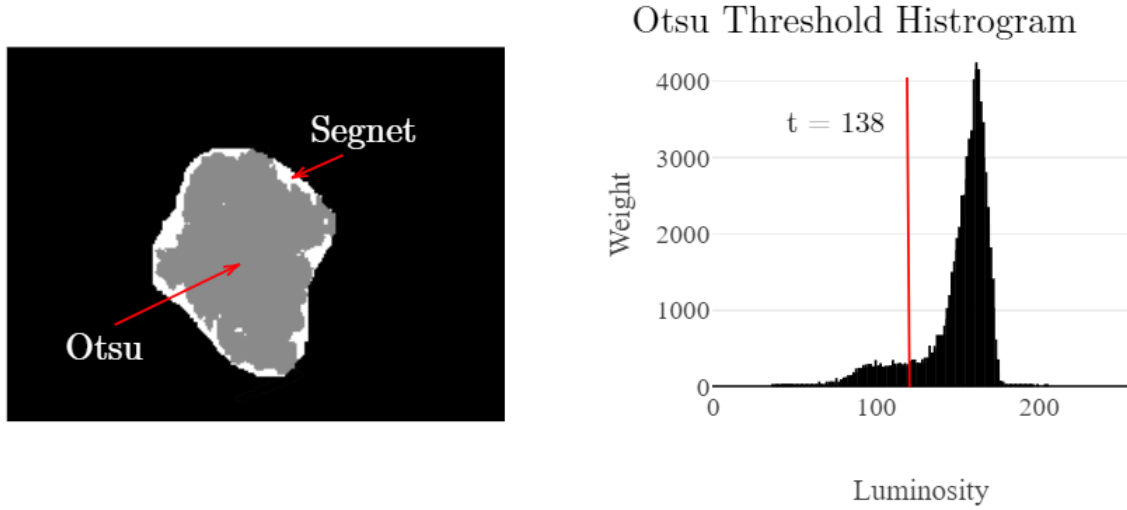 Segnet
Otsu
Otsu Threshold Histrogram
t = 138
Weight
4000
3000
2000
1000
0
0 100 200
Luminosity